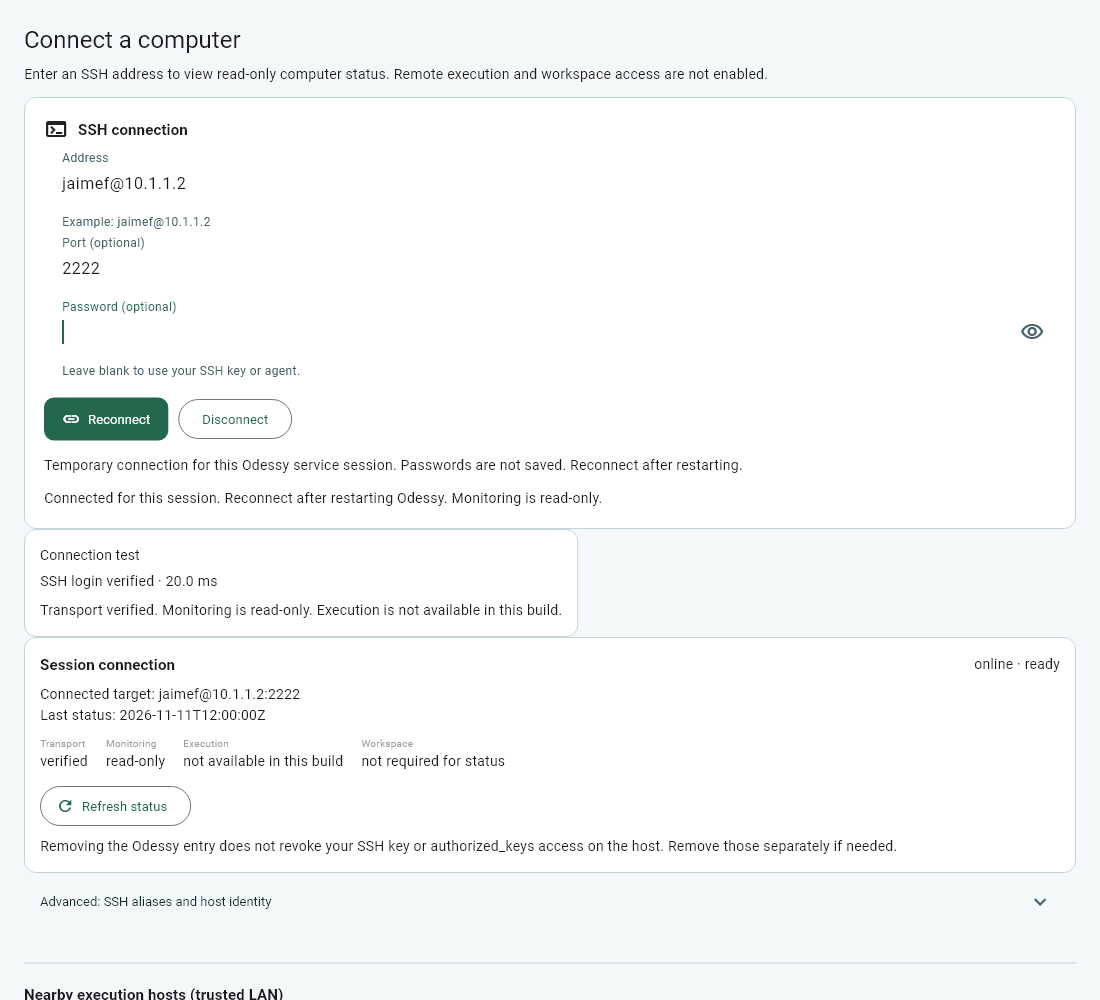 Connect a computer
Enter an SSH address to view read-only computer status. Remote execution and workspace access are not enabled.
SSH connection
Address
jaimef@10.1.1.2
Example: jaimef@10.1.1.2
Port (optional)
2222
Password (optional)
Leave blank to use your SSH key or agent.
Reconnect
Disconnect
Temporary connection for this Odessy service session. Passwords are not saved. Reconnect after restarting.
Connected for this session. Reconnect after restarting Odessy. Monitoring is read-only.
Connection test
SSH login verified · 20.0 ms
Transport verified. Monitoring is read-only. Execution is not available in this build.
Session connection
online · ready
Connected target: jaimef@10.1.1.2:2222
Last status: 2026-11-11T12:00:00Z
Transport Monitoring Execution Workspace
verified read-only not available in this build not required for status
Refresh status
Removing the Odessy entry does not revoke your SSH key or authorized_keys access on the host. Remove those separately if needed.
Advanced: SSH aliases and host identity
Nearby execution hosts (trusted LAN)